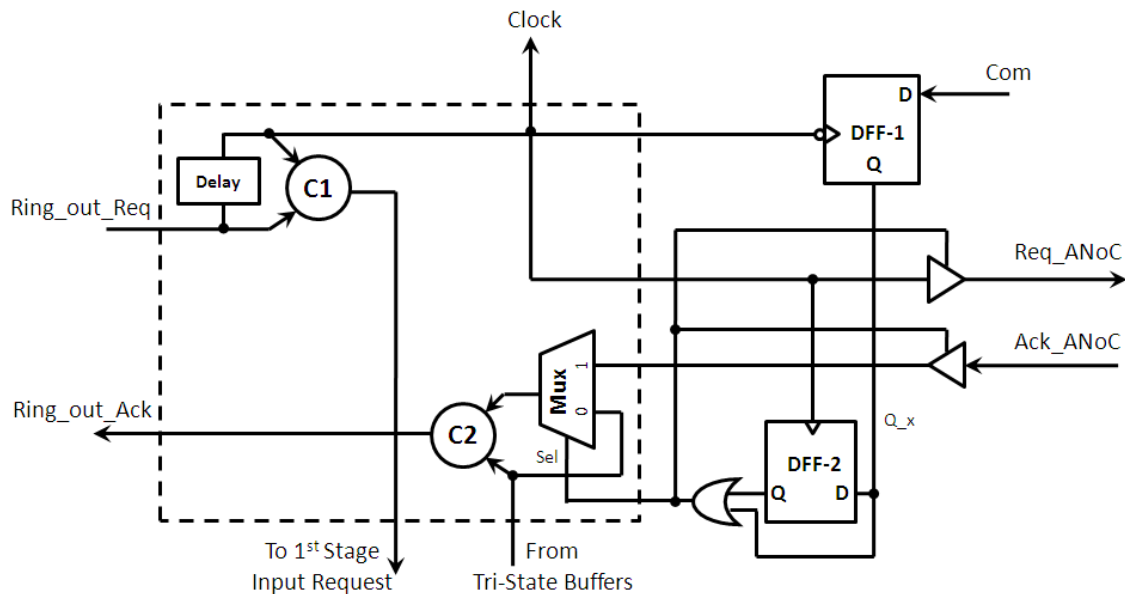 Clock
Com
D
DFF-1
Q
Delay
C1
Ring_out_Req
Req_ANoC
Ack_ANoC
Mux
1
0
Ring_out_Ack
C2
Sel
Q_x
DFF-2
Q
D
To 1st Stage
Input Request
From
Tri-State Buffers